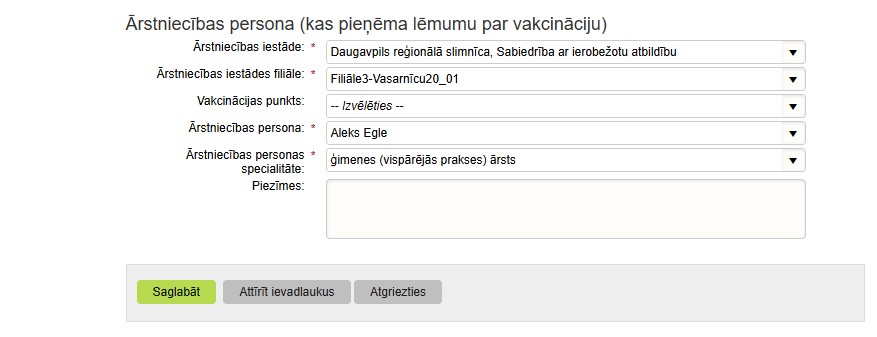 Ārstniecības persona (kas pieņēma lēmumu par vakcināciju)
Ārstniecības iestāde: * Daugavpils reģionālā slimnīca, Sabiedrība ar ierobežotu atbildību
Ārstniecības iestādes filiāle: * Filiāle3-Vasarnīcu20_01
Vakcinācijas punkts: -- Izvēlēties --
Ārstniecības persona: * Aleks Egle
Ārstniecības personas * ģimenes (vispārējās prakses) ārsts
specialitāte:
Piezīmes:
Saglabāt Attīrīt ievadlaukus Atgriezties